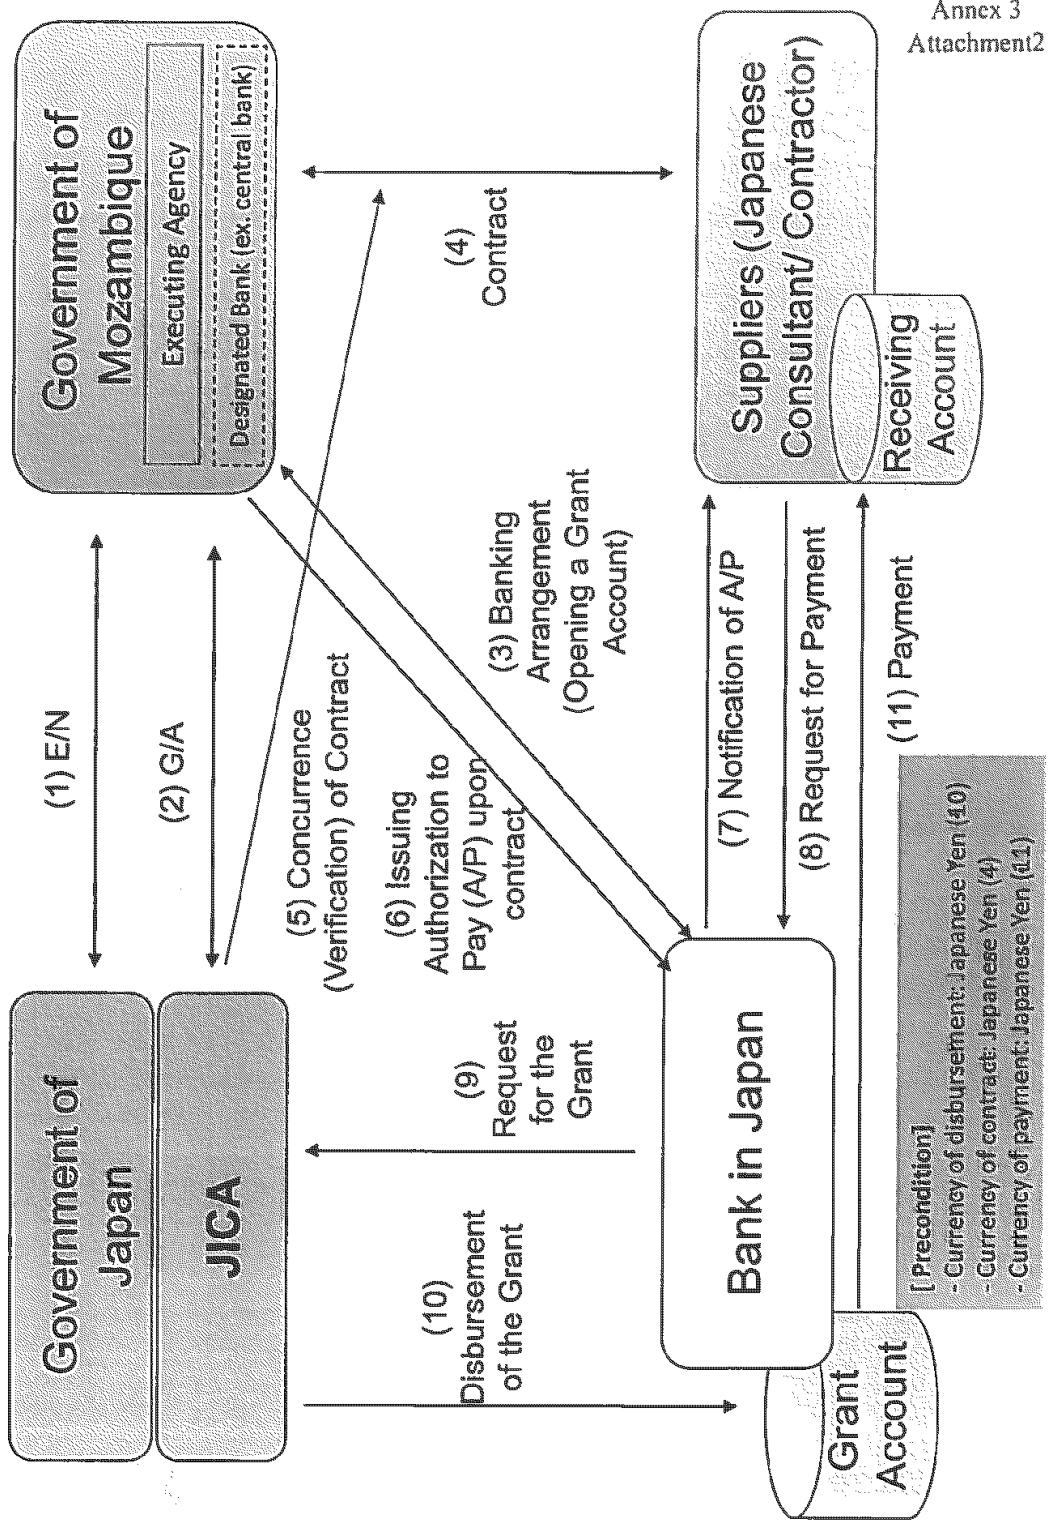 Annex 3
Attachment2
Government of
Japan
JICA
(1) E/N
(2) G/A
Government of
Mozambique
Executing Agency
Designated Bank (ex. central bank)
(5) Concurrence
(Verification) of Contract
(6) Issuing
Authorization to
Pay (A/P) upon
contract
(3) Banking
Arrangement
(Opening a Grant
Account)
(4)
Contract
(9)
Request
for the
Grant
(10)
Disbursement
of the Grant
Bank in Japan
Grant
Account
(7) Notification of A/P
(8) Request for Payment
(11) Payment
Suppliers (Japanese
Consultant/ Contractor)
Receiving
Account
[ Precondition]
- Currency of disbursement: Japanese Yen (10)
- Currency of contract: Japanese Yen (4)
- Currency of payment: Japanese Yen (11)